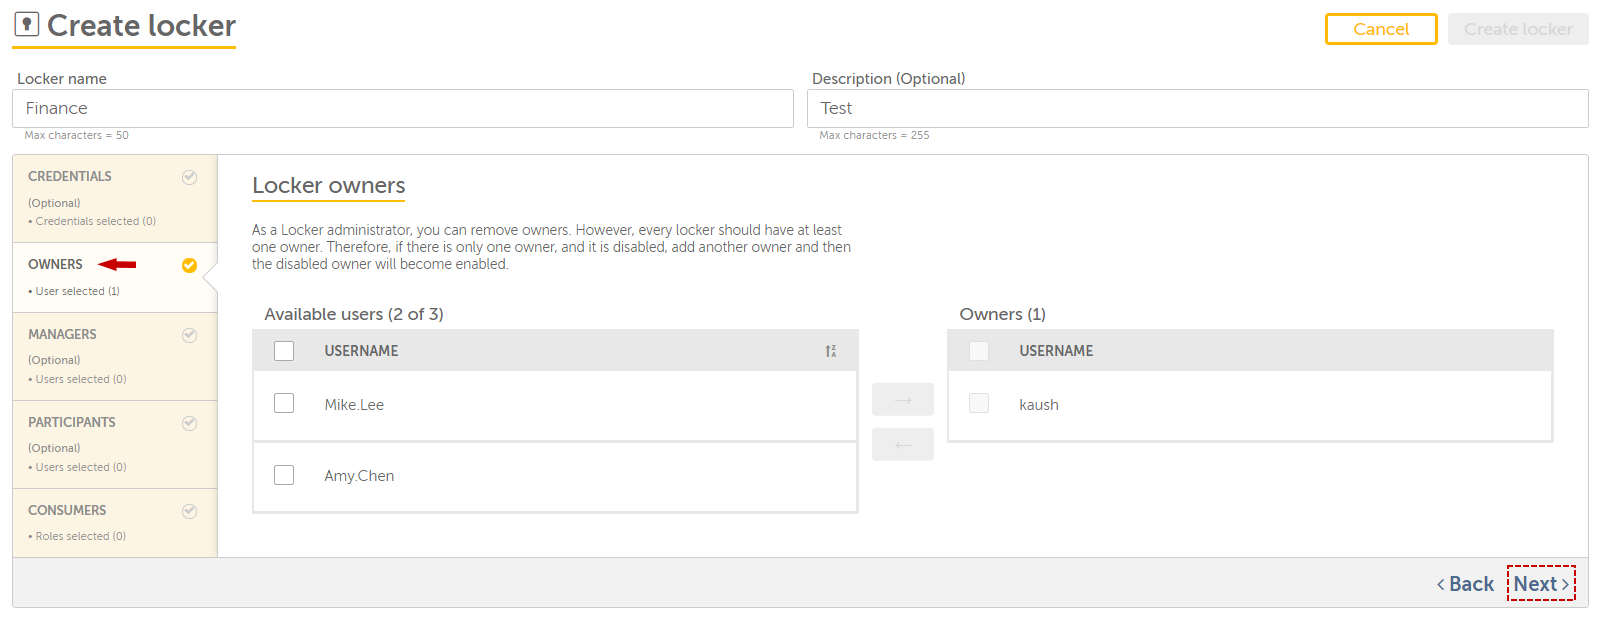 Create locker
Cancel
Create locker
Locker name
Description (Optional)
Finance
Test
Max characters = 50
Max characters = 255
CREDENTIALS
(Optional)
• Credentials selected (0)
OWNERS
• User selected (1)
MANAGERS
(Optional)
• Users selected (0)
PARTICIPANTS
(Optional)
• Users selected (0)
CONSUMERS
• Roles selected (0)
Locker owners
As a Locker administrator, you can remove owners. However, every locker should have at least
one owner. Therefore, if there is only one owner, and it is disabled, add another owner and then
the disabled owner will become enabled.
Available users (2 of 3)
USERNAME
Mike.Lee
Amy.Chen
Owners (1)
USERNAME
kaush
Back
Next